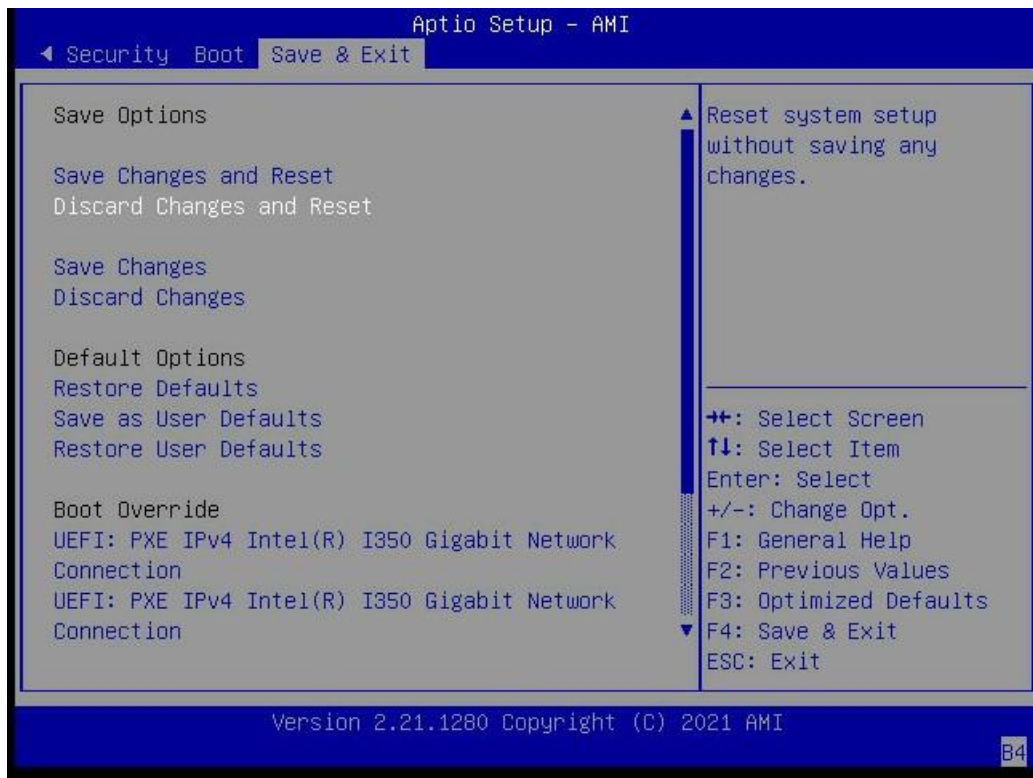 Aptio Setup - AMI
◄ Security Boot Save & Exit
Save Options
Save Changes and Reset
Discard Changes and Reset
Save Changes
Discard Changes
Default Options
Restore Defaults
Save as User Defaults
Restore User Defaults
Boot Override
UEFI: PXE IPv4 Intel(R) I350 Gigabit Network
Connection
UEFI: PXE IPv4 Intel(R) I350 Gigabit Network
Connection
Reset system setup
without saving any
changes.
→←: Select Screen
↑↓: Select Item
Enter: Select
+/-: Change Opt.
F1: General Help
F2: Previous Values
F3: Optimized Defaults
F4: Save & Exit
ESC: Exit
Version 2.21.1280 Copyright (C) 2021 AMI
B4